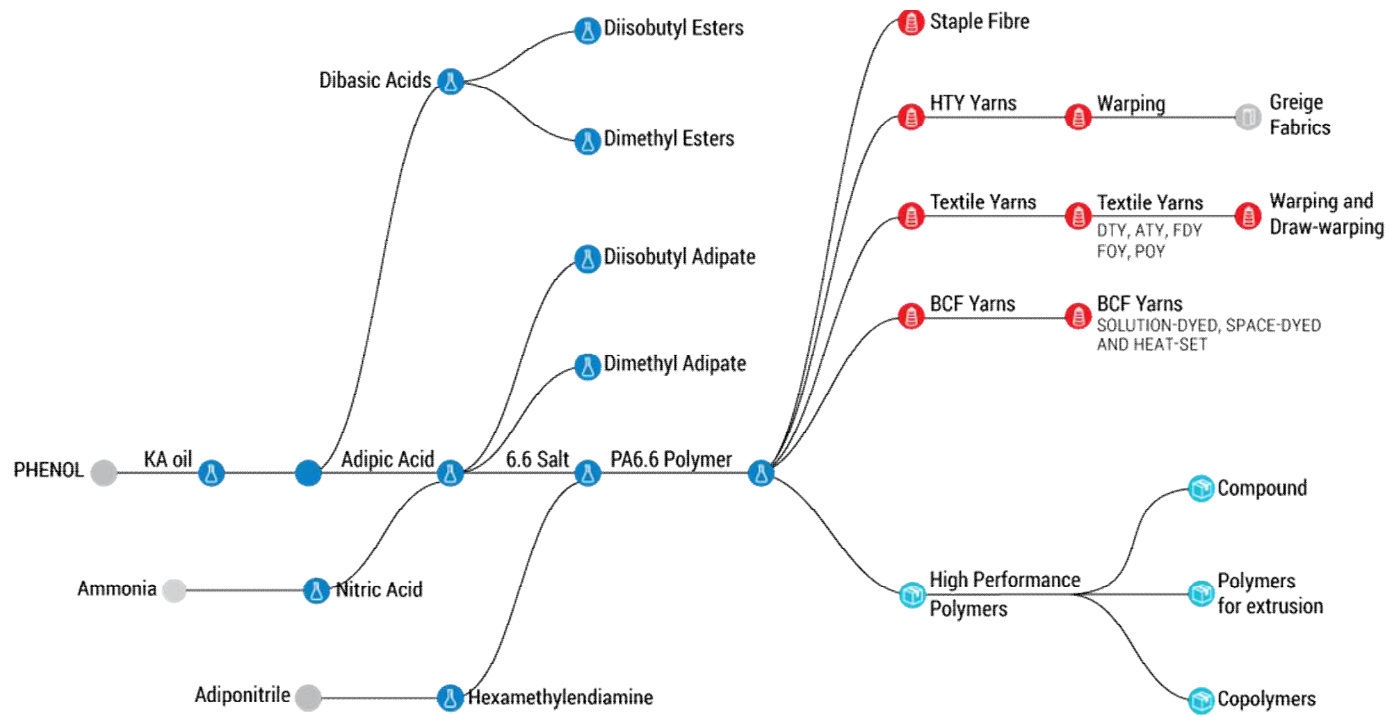 Diisobutyl Esters
Dibasic Acids
Dimethyl Esters
Diisobutyl Adipate
Dimethyl Adipate
PHENOL
KA oil
Adipic Acid
6.6 Salt
PA6.6 Polymer
Ammonia
Nitric Acid
Adiponitrile
Hexamethylendiamine
Staple Fibre
HTY Yarns
Warping
Greige
Fabrics
Textile Yarns
Textile Yarns
DTY, ATY, FDY
FOY, POY
Warping and
Draw-warping
BCF Yarns
BCF Yarns
SOLUTION-DYED, SPACE-DYED
AND HEAT-SET
High Performance
Polymers
Compound
Polymers
for extrusion
Copolymers